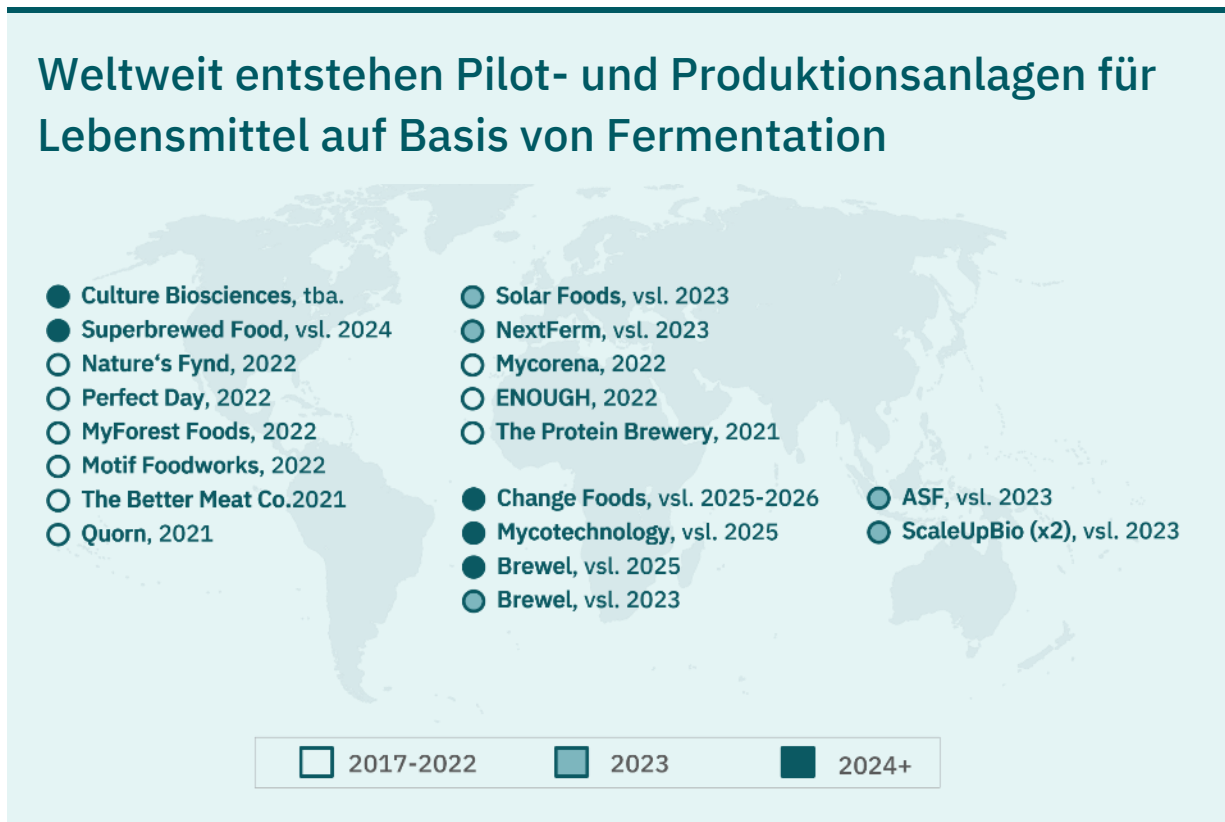 Weltweit entstehen Pilot- und Produktionsanlagen für
Lebensmittel auf Basis von Fermentation
Culture Biosciences, tba.
Superbrewed Food, vsl. 2024
Nature‘s Fynd, 2022
Perfect Day, 2022
MyForest Foods, 2022
Motif Foodworks, 2022
The Better Meat Co.2021
Quorn, 2021
Solar Foods, vsl. 2023
NextFerm, vsl. 2023
Mycorena, 2022
ENOUGH, 2022
The Protein Brewery, 2021
Change Foods, vsl. 2025-2026
Mycotechnology, vsl. 2025
Brewel, vsl. 2025
Brewel, vsl. 2023
ASF, vsl. 2023
ScaleUpBio (x2), vsl. 2023
2017-2022
2023
2024+